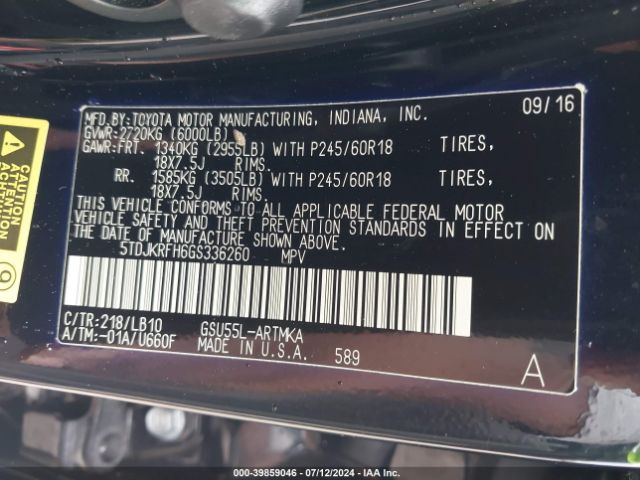 MFD. BY: TOYOTA MOTOR MANUFACTURING, INDIANA, INC. 09/16
GVWR: 2720KG (6000LB)
GAWR: FRT. 1340KG (2955LB) WITH P245/60R18 TIRES,
18X7.5J RIMS.
RR. 1585KG (3505LB) WITH P245/60R18 TIRES,
18X7.5J RIMS.
THIS VEHICLE CONFORMS TO ALL APPLICABLE FEDERAL MOTOR
VEHICLE SAFETY AND THEFT PREVENTION STANDARDS IN EFFECT ON
THE DATE OF MANUFACTURE SHOWN ABOVE.
5TDJKRFH6GS336260 MPV
C/TR: 218/LB10 GSU55L-ARTMKA
A/TM: -01A/U660F MADE IN U.S.A. 589 A
CAUTION
ATTENTION
ACHTUNG
000-39859046 / 07/12/2024 / IAA Inc.